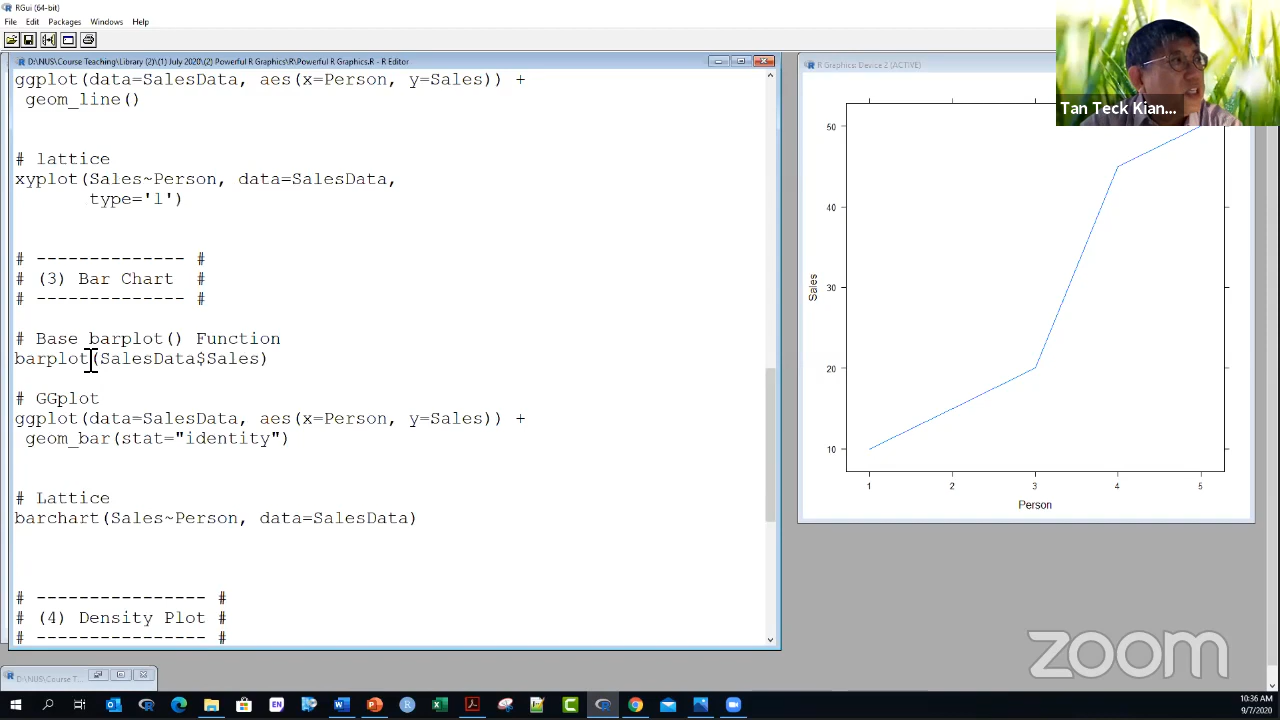 RGui (64-bit)
File Edit Packages Windows Help
D:\NUS\Course Teaching\Library (2)\(1) July 2020\(2) Powerful R Graphics\R\Powerful R Graphics.R - R Editor
ggplot(data=SalesData, aes(x=Person, y=Sales)) +
 geom_line()
# lattice
xyplot(Sales~Person, data=SalesData,
       type='l')
# -------------- #
# (3) Bar Chart  #
# -------------- #
# Base barplot() Function
barplot(SalesData$Sales)
# GGplot
ggplot(data=SalesData, aes(x=Person, y=Sales)) +
 geom_bar(stat="identity")
# Lattice
barchart(Sales~Person, data=SalesData)
# ---------------- #
# (4) Density Plot #
# ---------------- #
R Graphics: Device 2 (ACTIVE)
50
40
30
20
10
Sales
1 2 3 4 5
Person
Tan Teck Kian...
zoom
D:\NUS\Course T...
EN
10:36 AM
9/7/2020